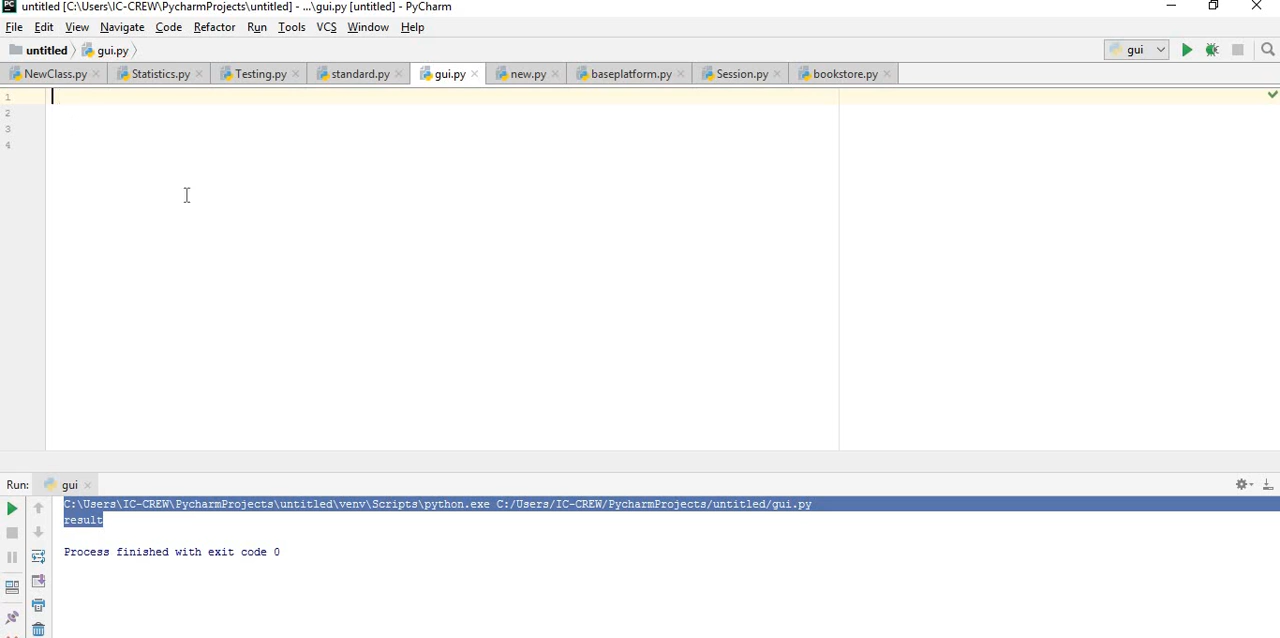 untitled [C:\Users\IC-CREW\PycharmProjects\untitled] - ...\gui.py [untitled] - PyCharm
File Edit View Navigate Code Refactor Run Tools VCS Window Help
untitled gui.py gui
NewClass.py Statistics.py Testing.py standard.py gui.py new.py baseplatform.py Session.py bookstore.py
1
2
3
4
Run: gui
C:\Users\IC-CREW\PycharmProjects\untitled\venv\Scripts\python.exe C:/Users/IC-CREW/PycharmProjects/untitled/gui.py
result
Process finished with exit code 0